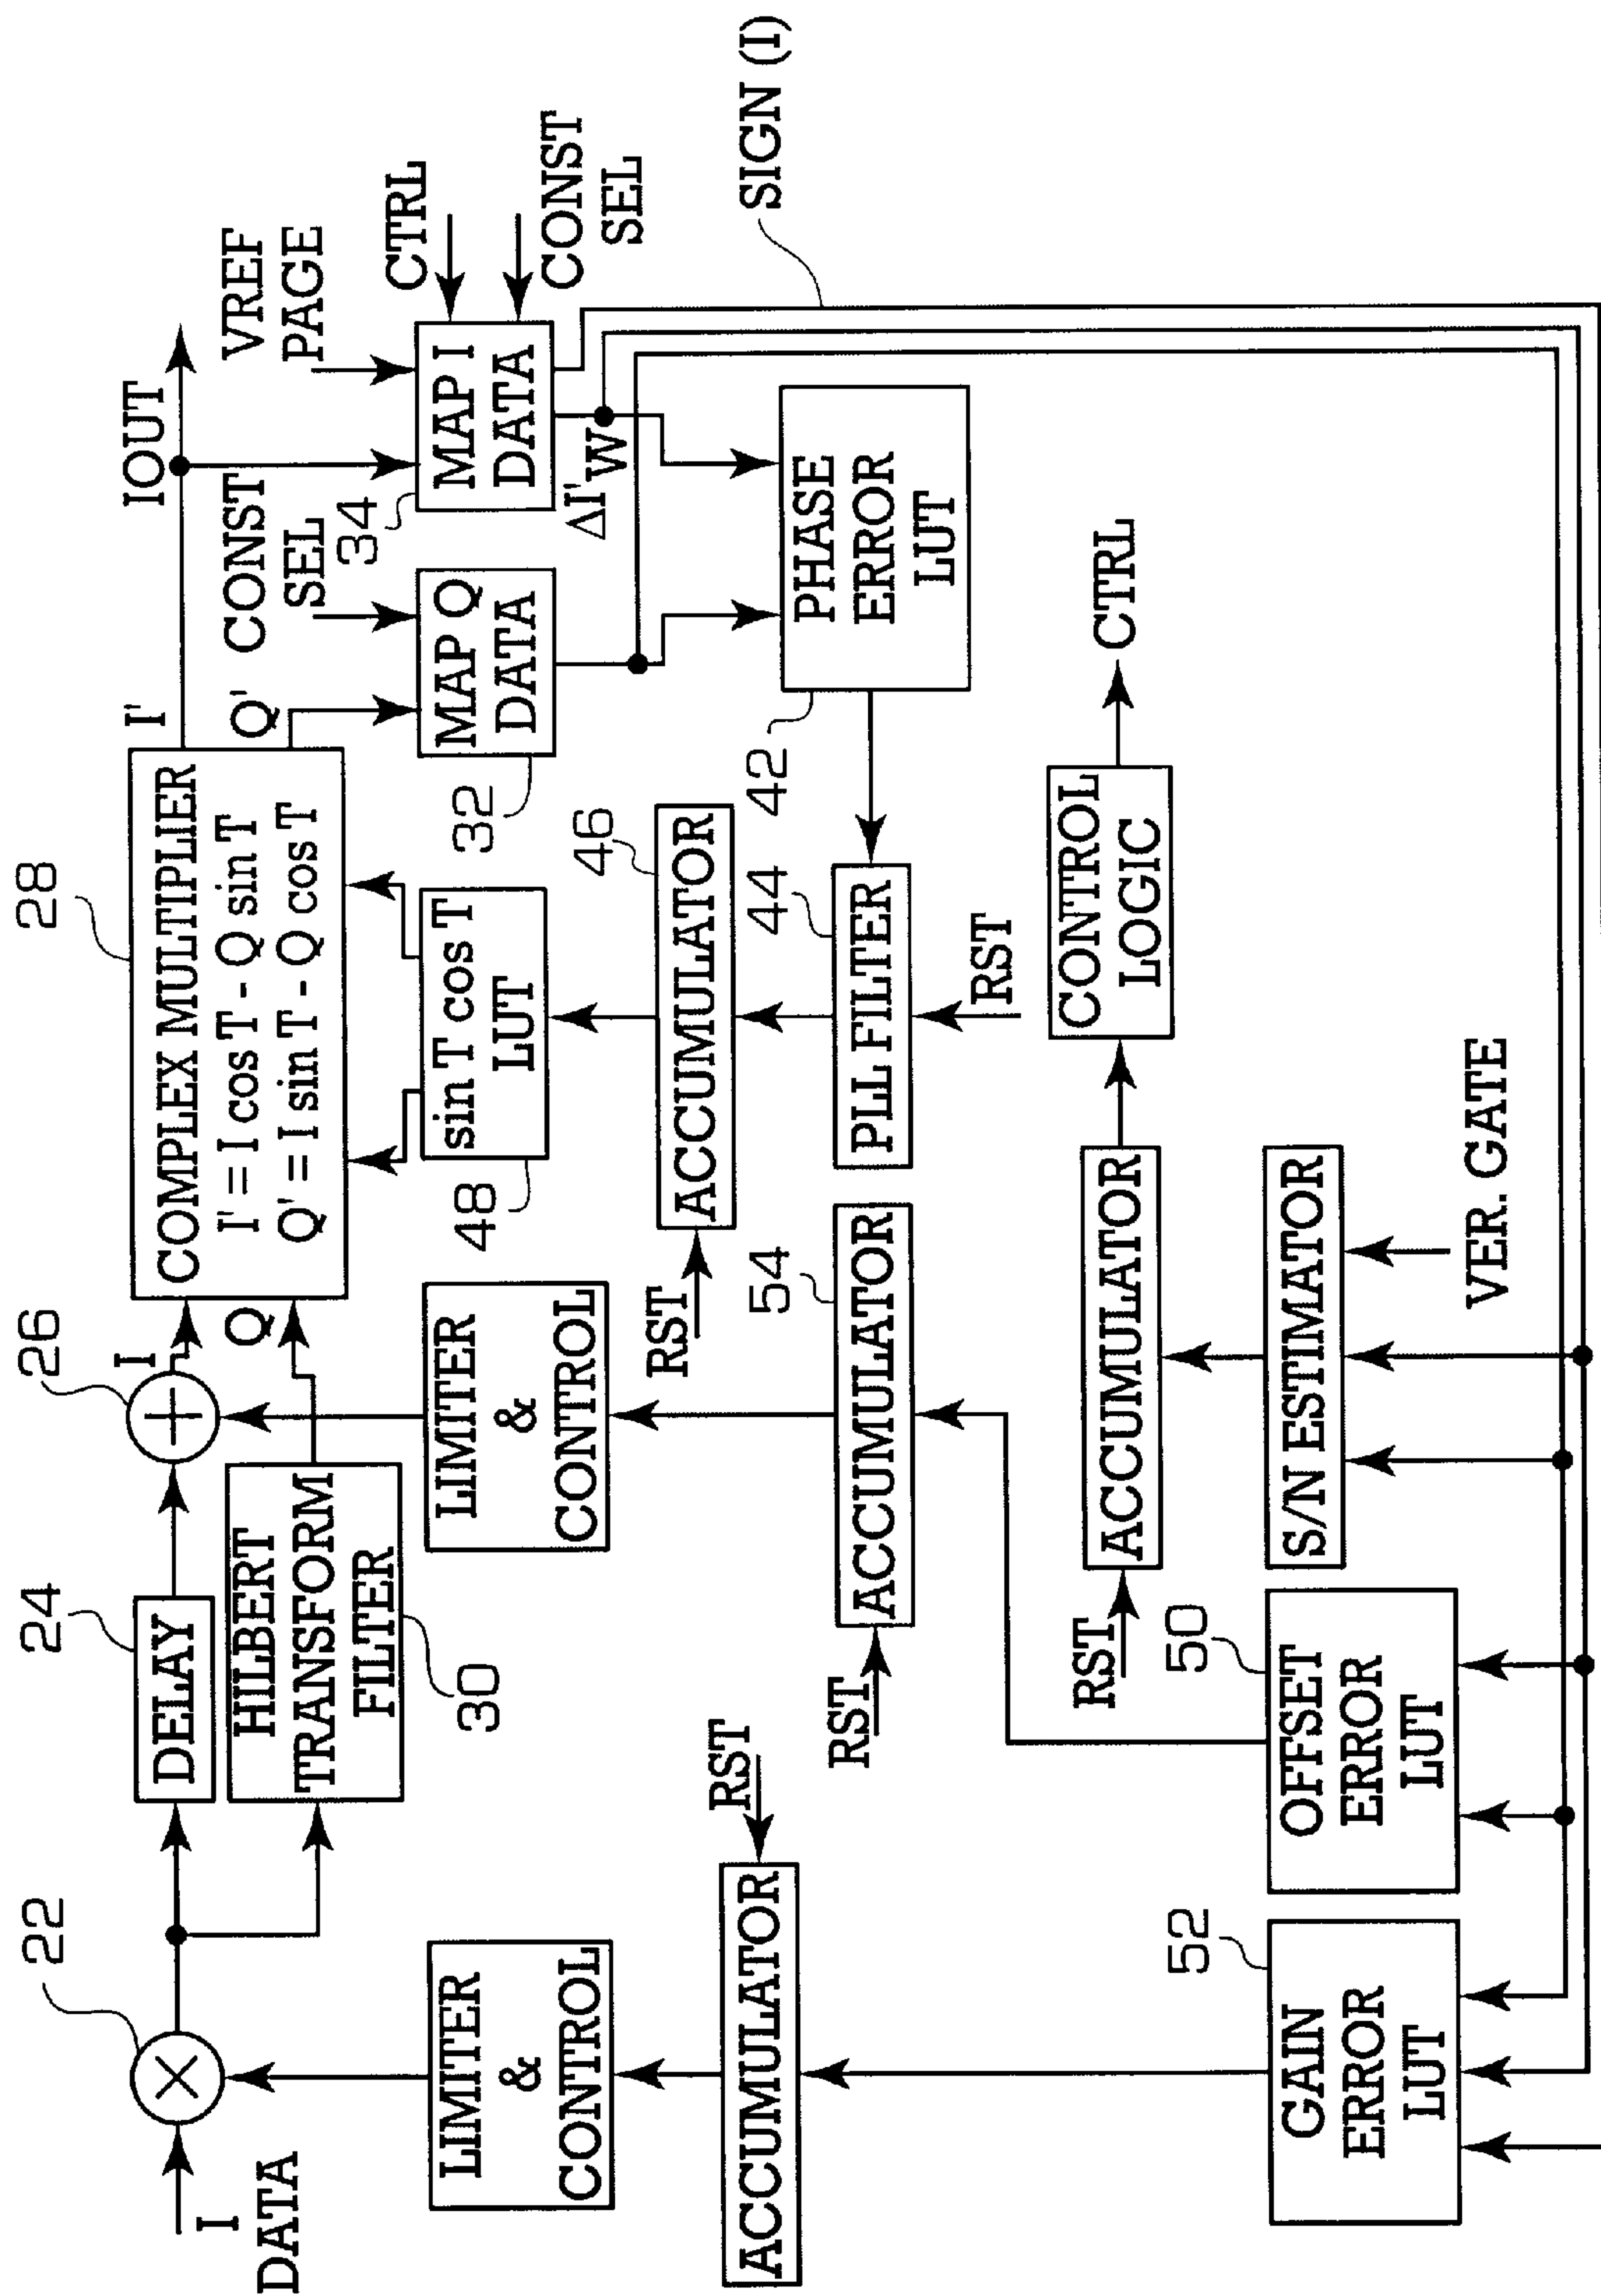 I
DATA
22
24
DELAY
HILBERT
TRANSFORM
FILTER
30
26
I
Q
28
COMPLEX MULTIPLIER
I' = I cos T - Q sin T
Q' = I sin T - Q cos T
I'
Q'
IOUT
CONST
SEL
VREF
PAGE
34
MAP I
DATA
CTRL
CONST
SEL
32
MAP Q
DATA
ΔI'W
SIGN (I)
LIMITER
&
CONTROL
LIMITER
&
CONTROL
48
sin T cos T
LUT
46
ACCUMULATOR
RST
42
PHASE
ERROR
LUT
44
PLL FILTER
RST
ACCUMULATOR
RST
54
ACCUMULATOR
RST
CONTROL
LOGIC
CTRL
ACCUMULATOR
RST
52
GAIN
ERROR
LUT
50
OFFSET
ERROR
LUT
S/N ESTIMATOR
VER. GATE